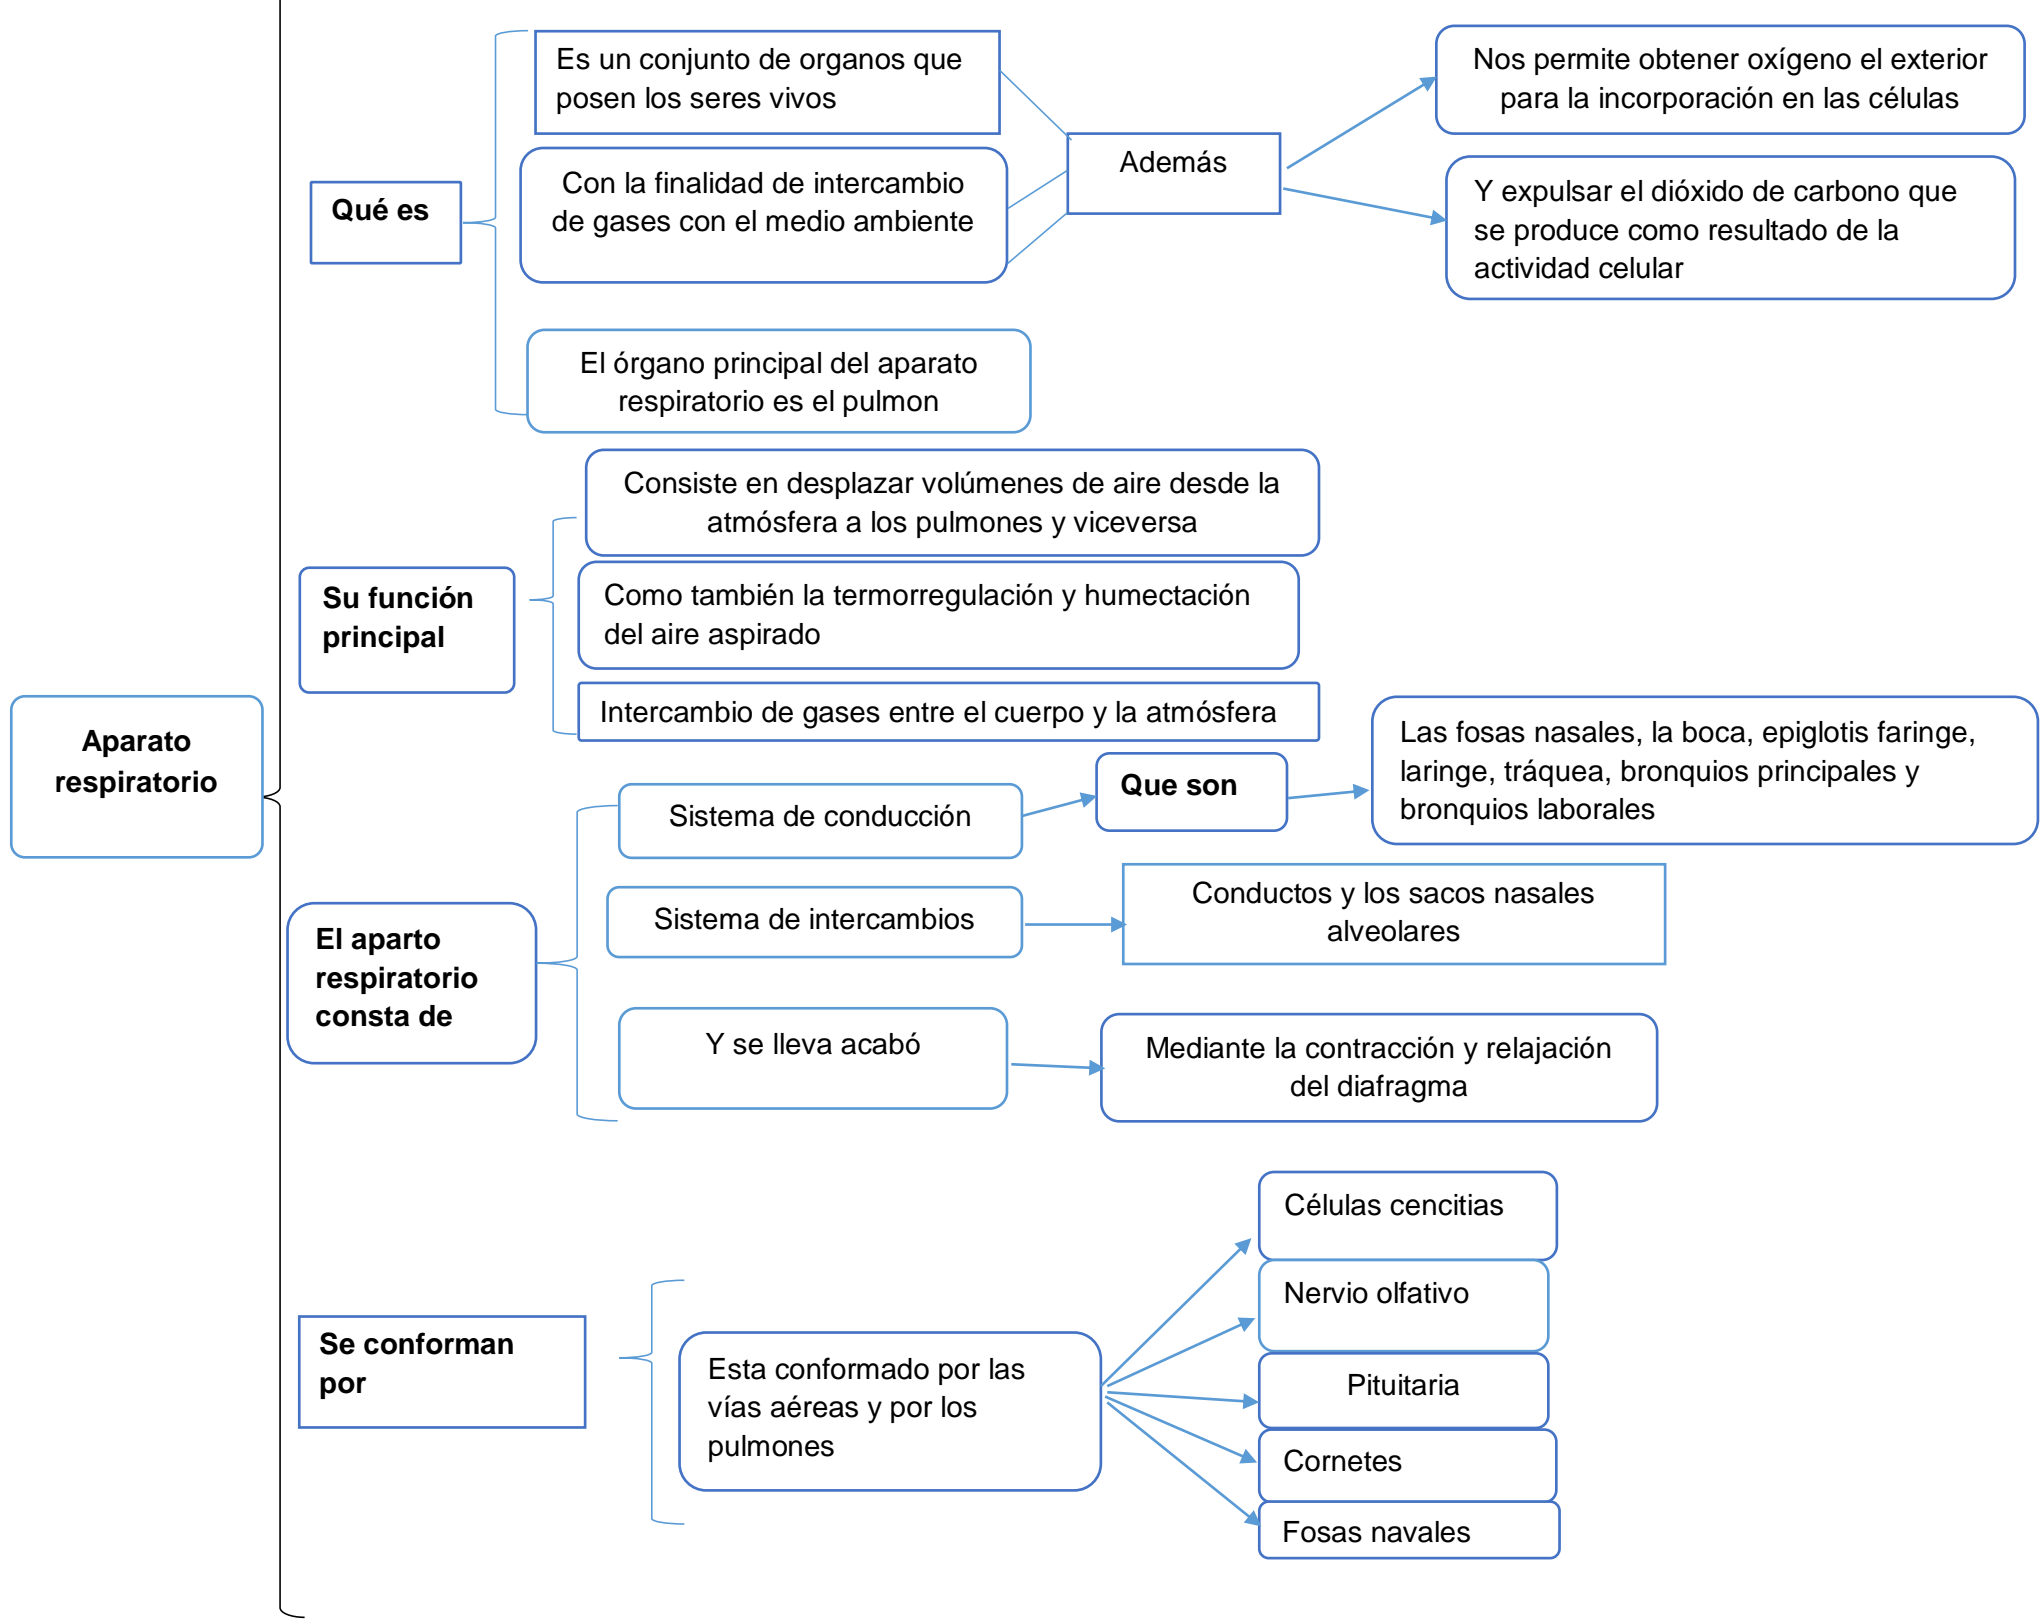 Aparato
respiratorio
Qué es
Es un conjunto de organos que
posen los seres vivos
Con la finalidad de intercambio
de gases con el medio ambiente
El órgano principal del aparato
respiratorio es el pulmon
Además
Nos permite obtener oxígeno el exterior
para la incorporación en las células
Y expulsar el dióxido de carbono que
se produce como resultado de la
actividad celular
Su función
principal
Consiste en desplazar volúmenes de aire desde la
atmósfera a los pulmones y viceversa
Como también la termorregulación y humectación
del aire aspirado
Intercambio de gases entre el cuerpo y la atmósfera
El aparto
respiratorio
consta de
Sistema de conducción
Que son
Las fosas nasales, la boca, epiglotis faringe,
laringe, tráquea, bronquios principales y
bronquios laborales
Sistema de intercambios
Conductos y los sacos nasales
alveolares
Y se lleva acabó
Mediante la contracción y relajación
del diafragma
Se conforman
por
Esta conformado por las
vías aéreas y por los
pulmones
Células cencitias
Nervio olfativo
Pituitaria
Cornetes
Fosas navales